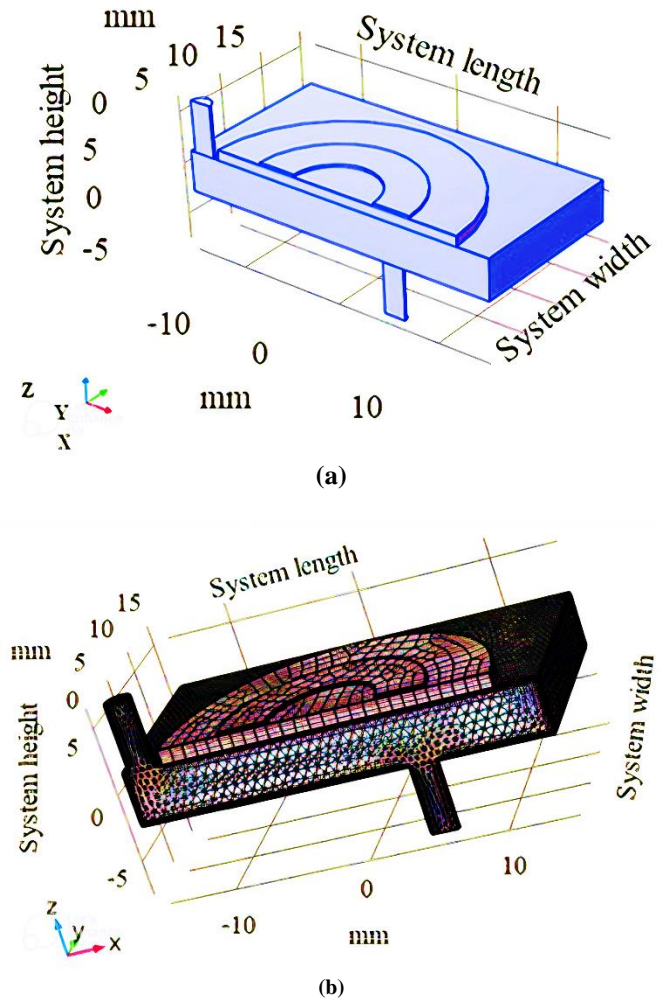 mm
15
10
5
0
System length
System height
5
0
-5
-10
0
10
mm
System width
Z
Y
X
(a)
System length
15
10
5
0
mm
System height
5
0
-5
-10
0
10
mm
System width
z
y
x
(b)